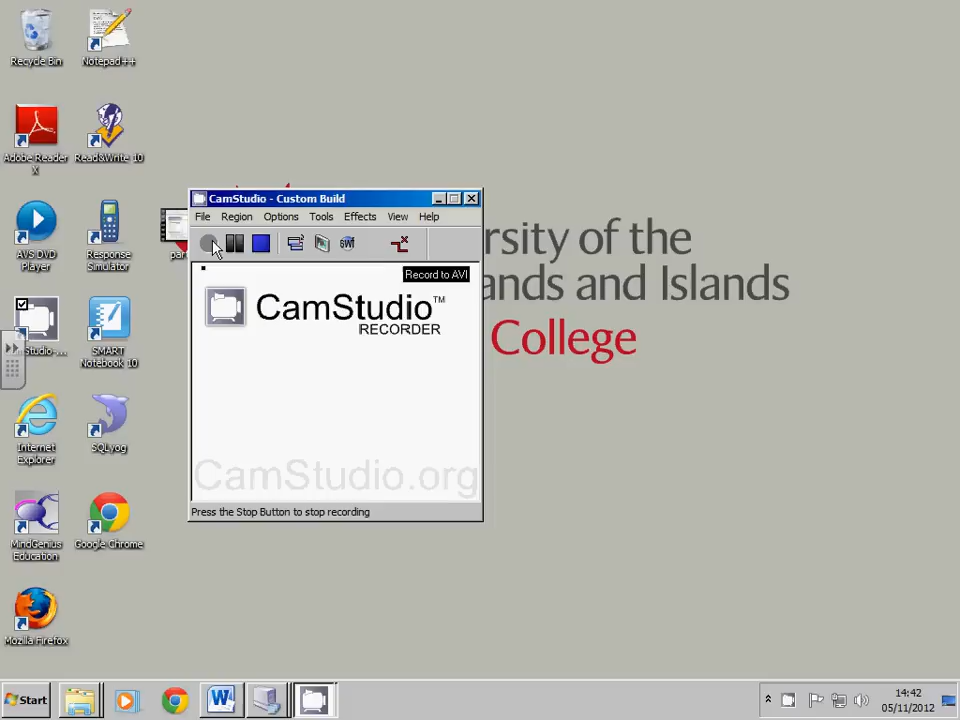 Recycle Bin
Notepad++
Adobe Reader X
Read&Write 10
AVS DVD Player
Response Simulator
par
SMART Notebook 10
Internet Explorer
SQLyog
MindGenius Education
Google Chrome
Mozilla Firefox
CamStudio - Custom Build
File Region Options Tools Effects View Help
SWF
Record to AVI
CamStudio™
RECORDER
CamStudio.org
Press the Stop Button to stop recording
rsity of the
ands and Islands
College
Start
14:42
05/11/2012